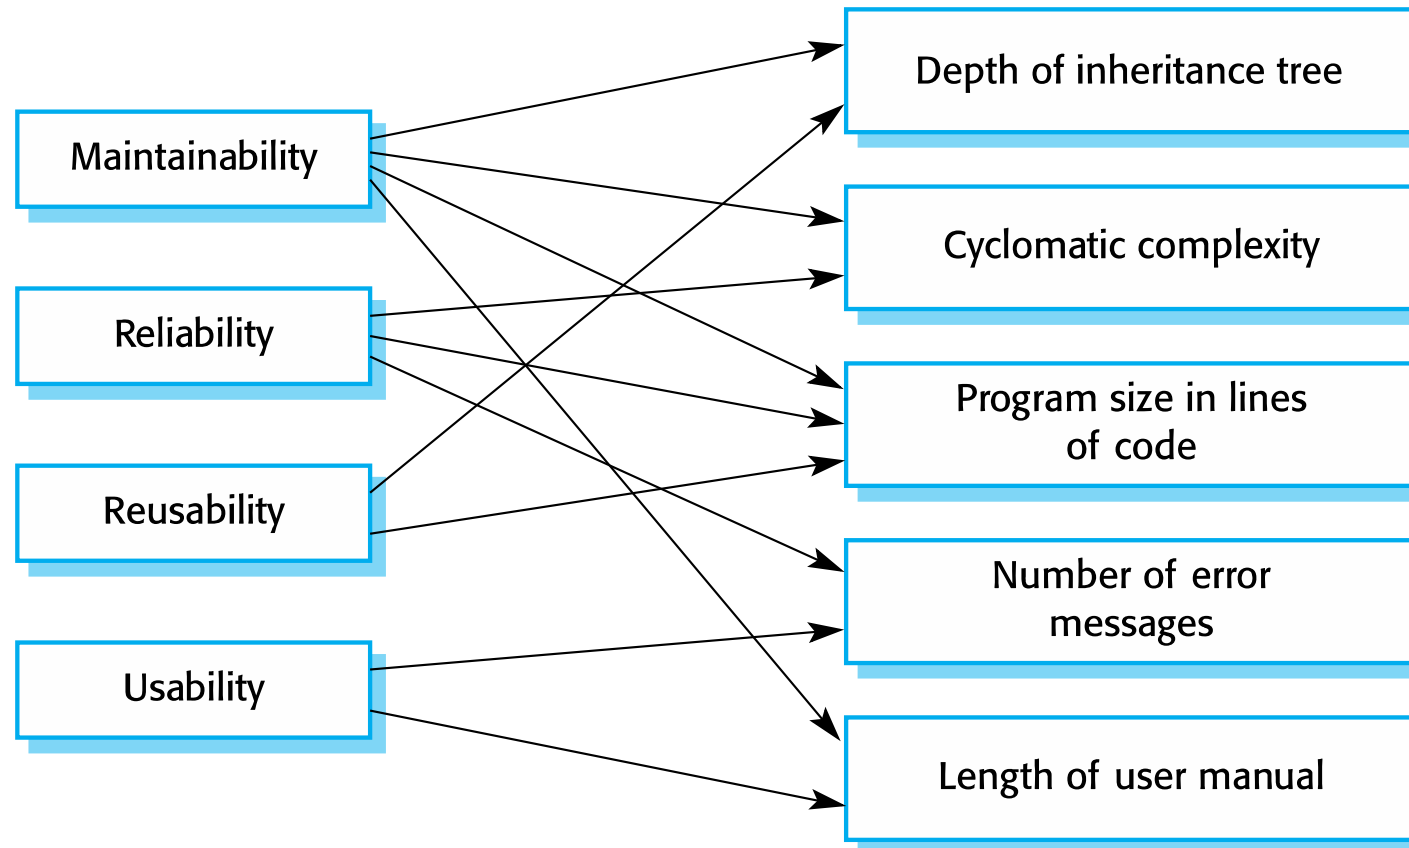 Maintainability
Reliability
Reusability
Usability
Depth of inheritance tree
Cyclomatic complexity
Program size in lines
of code
Number of error
messages
Length of user manual